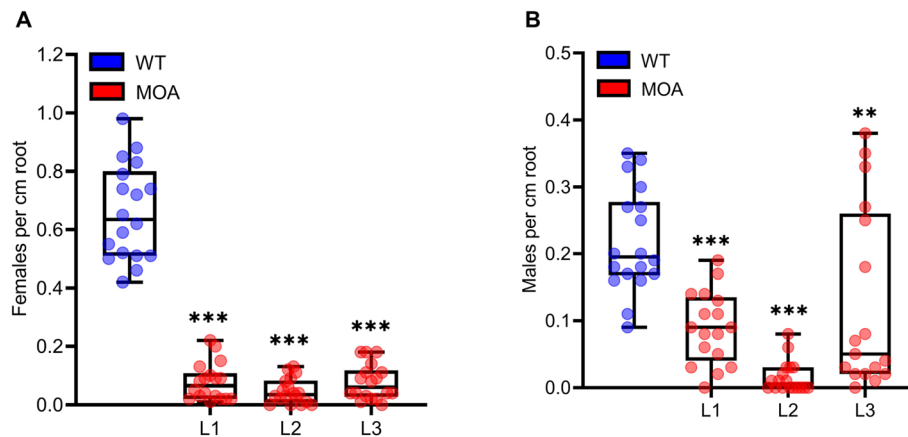 A
Females per cm root
1.2
1.0
0.8
0.6
0.4
0.2
0.0
WT
MOA
***
***
***
L1
L2
L3
B
Males per cm root
0.5
0.4
0.3
0.2
0.1
0.0
WT
MOA
***
***
**
L1
L2
L3